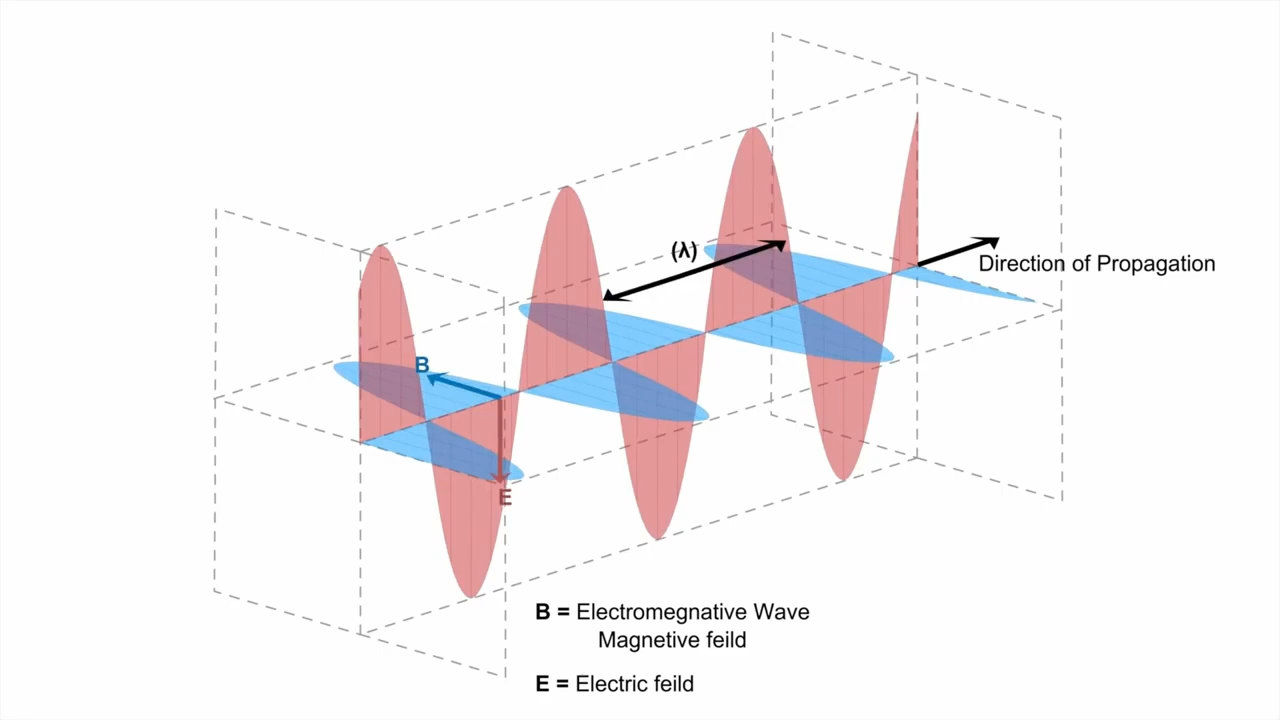 (λ)
Direction of Propagation
B
E
B = Electromegnative Wave
Magnetive feild
E = Electric feild